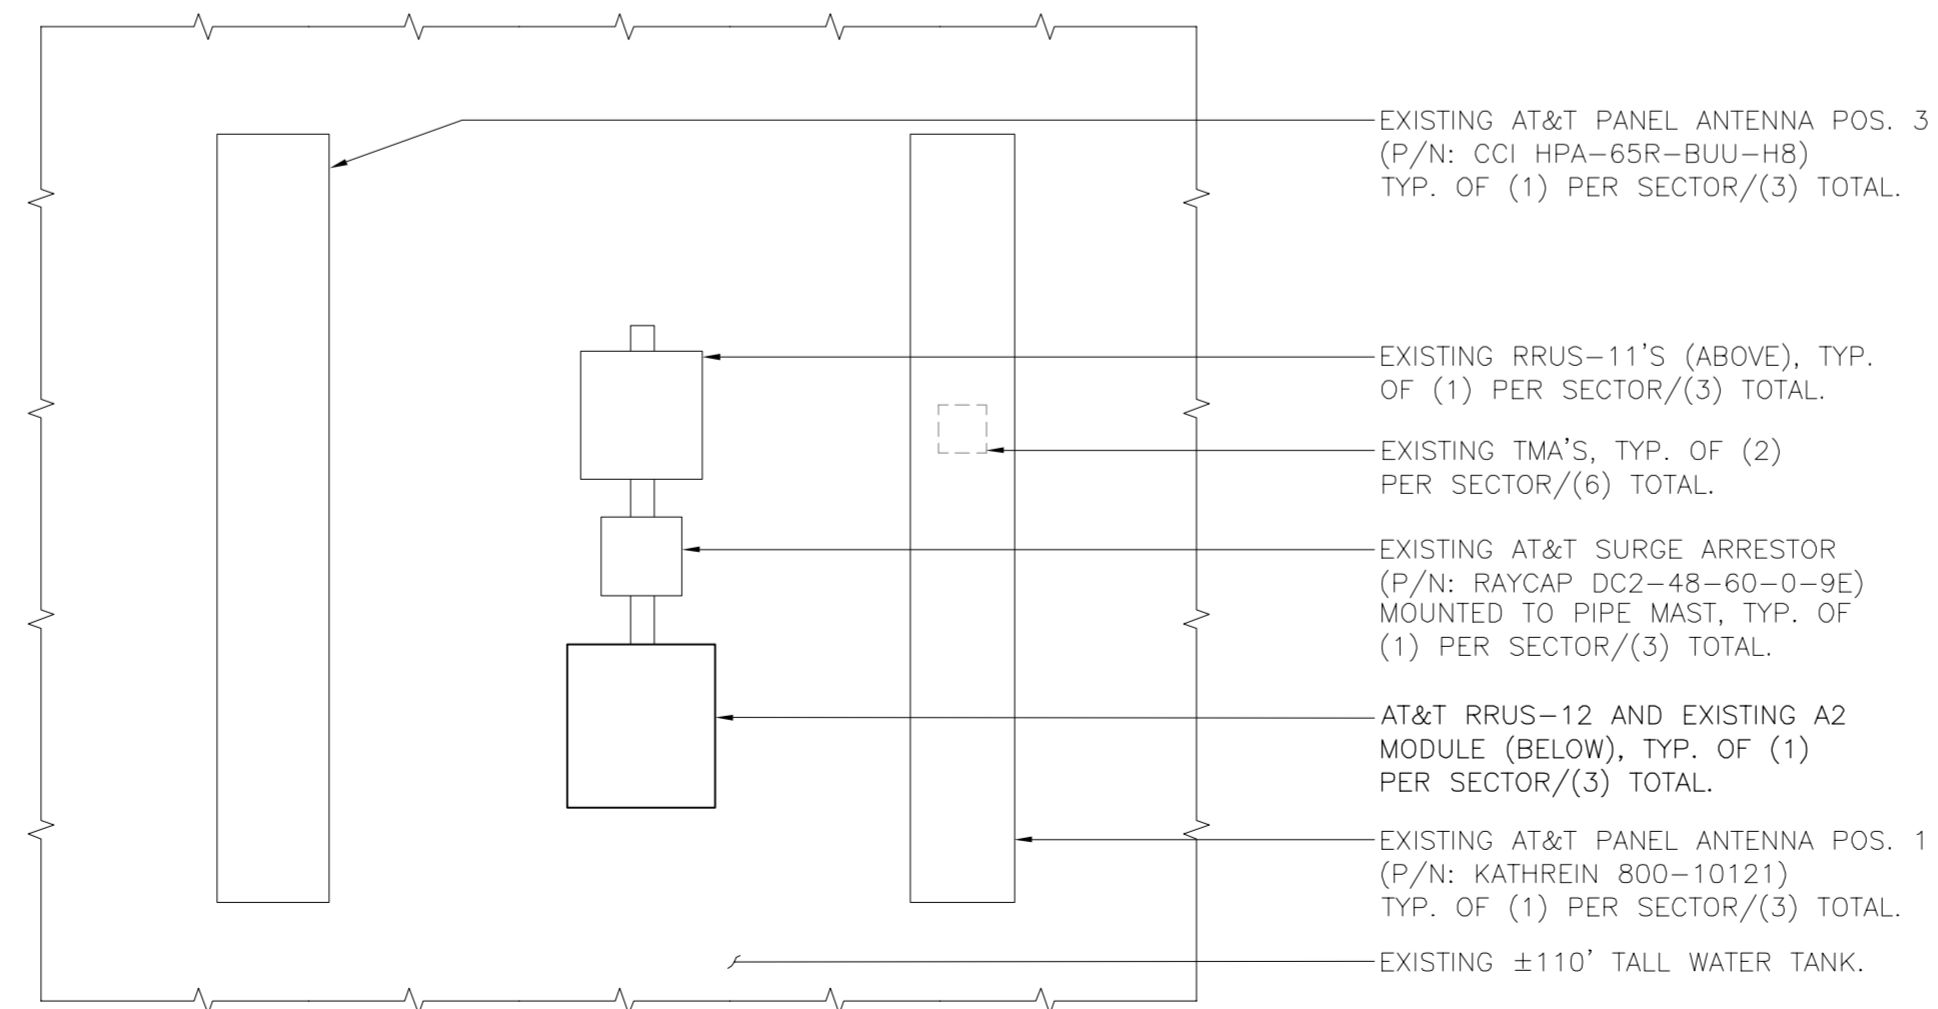 EXISTING AT&T PANEL ANTENNA POS. 3
(P/N: CCI HPA-65R-BUU-H8)
TYP. OF (1) PER SECTOR/(3) TOTAL.
EXISTING RRUS-11'S (ABOVE), TYP.
OF (1) PER SECTOR/(3) TOTAL.
EXISTING TMA'S, TYP. OF (2)
PER SECTOR/(6) TOTAL.
EXISTING AT&T SURGE ARRESTOR
(P/N: RAYCAP DC2-48-60-0-9E)
MOUNTED TO PIPE MAST, TYP. OF
(1) PER SECTOR/(3) TOTAL.
AT&T RRUS-12 AND EXISTING A2
MODULE (BELOW), TYP. OF (1)
PER SECTOR/(3) TOTAL.
EXISTING AT&T PANEL ANTENNA POS. 1
(P/N: KATHREIN 800-10121)
TYP. OF (1) PER SECTOR/(3) TOTAL.
EXISTING ±110' TALL WATER TANK.